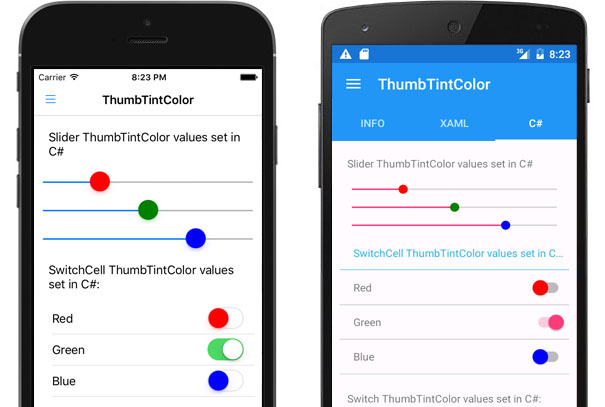 Carrier 8:23 PM
ThumbTintColor
Slider ThumbTintColor values set in
C#
SwitchCell ThumbTintColor values
set in C#:
Red
Green
Blue
3G 8:23
ThumbTintColor
INFO XAML C#
Slider ThumbTintColor values set in C#
SwitchCell ThumbTintColor values set in C...
Red
Green
Blue
Switch ThumbTintColor values set in C#: